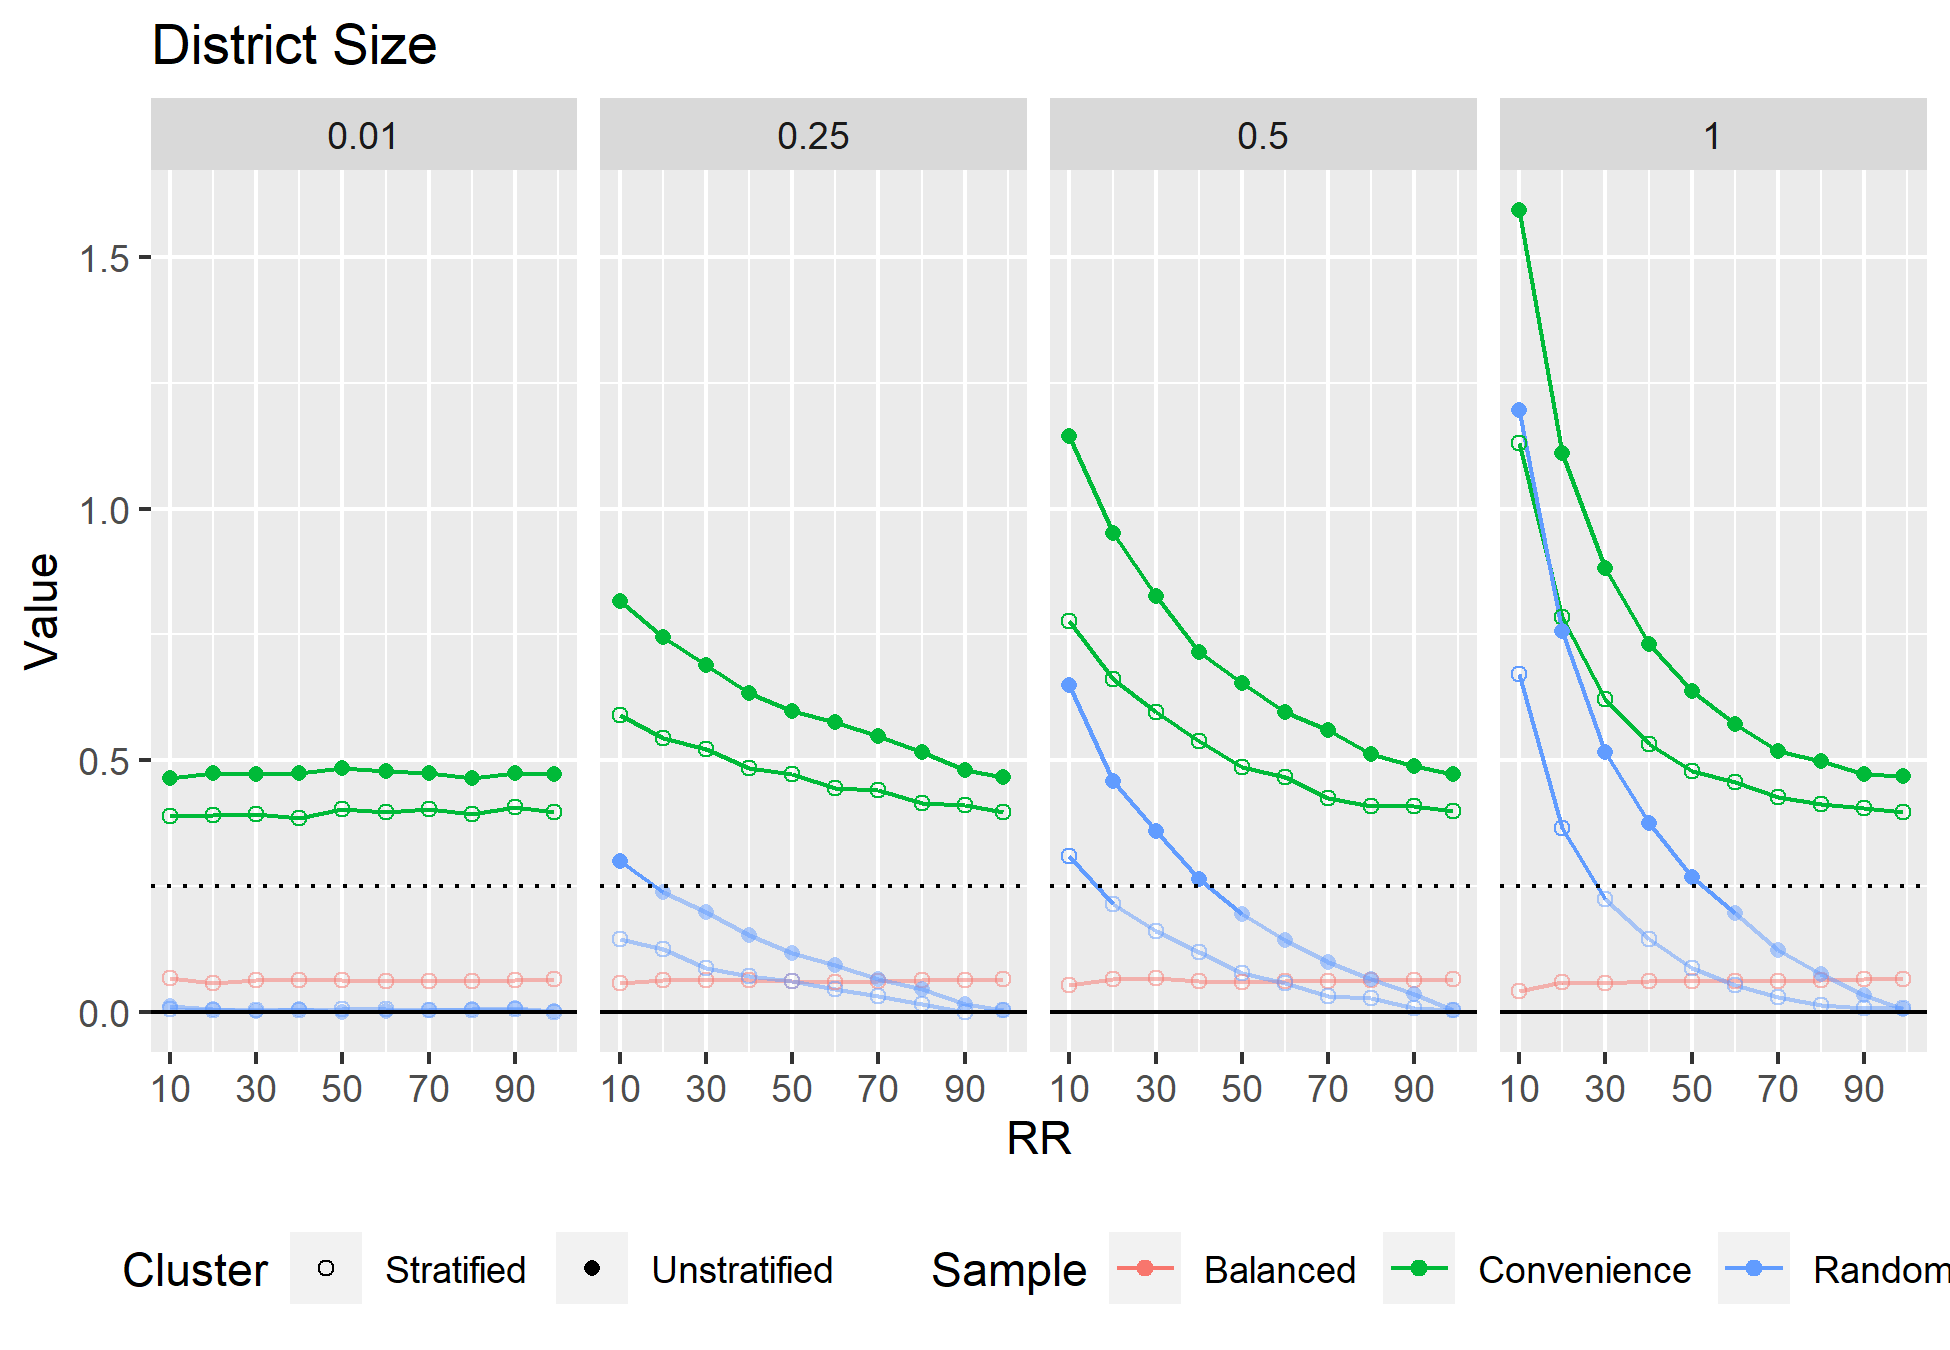 District Size
0.01 0.25 0.5 1
1.5
1.0
0.5
0.0
Value
10 30 50 70 90 10 30 50 70 90 10 30 50 70 90 10 30 50 70 90
RR
Cluster Stratified Unstratified Sample Balanced Convenience Random